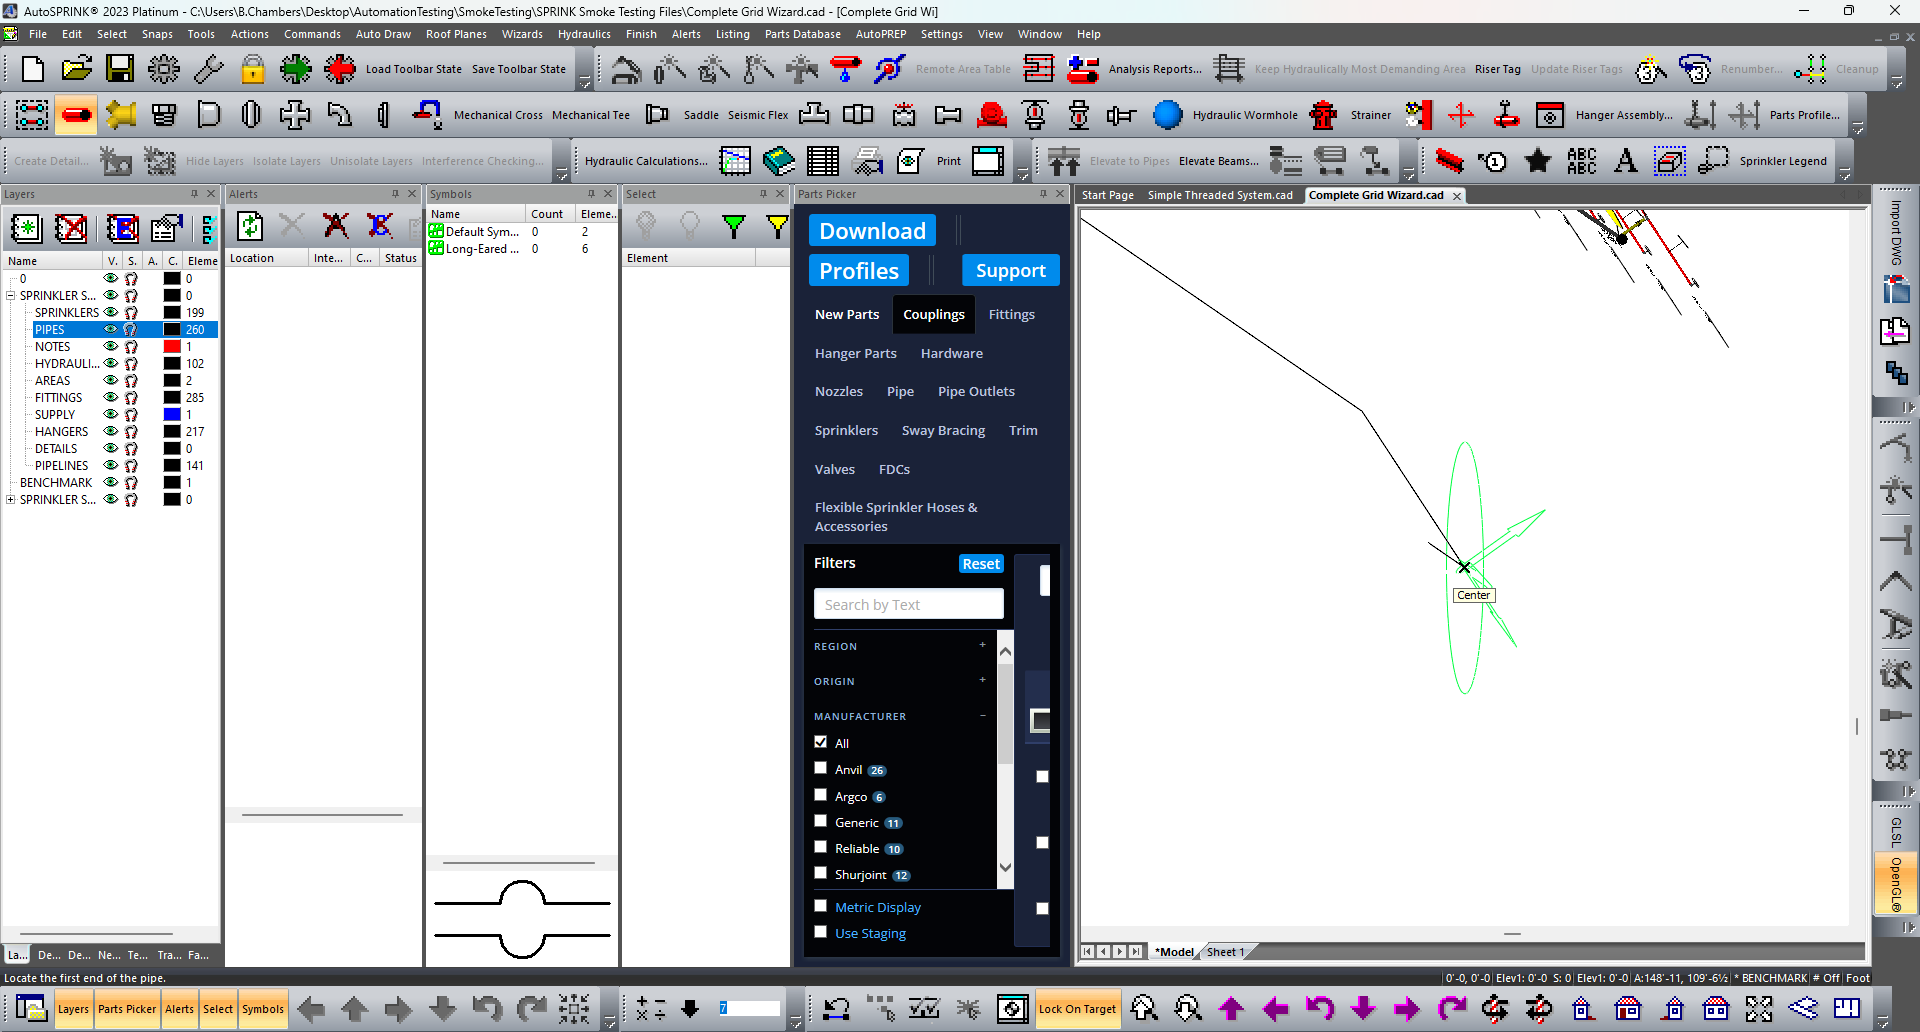 AutoSPRINK® 2023 Platinum - C:\Users\B.Chambers\Desktop\AutomationTesting\SmokeTesting\SPRINK Smoke Testing Files\Complete Grid Wizard.cad - [Complete Grid Wi]
File Edit Select Snaps Tools Actions Commands Auto Draw Roof Planes Wizards Hydraulics Finish Alerts Listing Parts Database AutoPREP Settings View Window Help
Load Toolbar State Save Toolbar State Remote Area Table Analysis Reports... Keep Hydraulically Most Demanding Area Riser Tag Update Riser Tags Renumber... Cleanup
Mechanical Cross Mechanical Tee Saddle Seismic Flex Hydraulic Wormhole Strainer Hanger Assembly... Parts Profile...
Create Detail... Hide Layers Isolate Layers Unisolate Layers Interference Checking... Hydraulic Calculations... Print Elevate to Pipes Elevate Beams... ABC ABC A Sprinkler Legend
Layers Alerts Symbols Select Parts Picker Start Page Simple Threaded System.cad Complete Grid Wizard.cad
Name V. S. A. C. Eleme
0 0
SPRINKLER S... 0
SPRINKLERS 199
PIPES 260
NOTES 1
HYDRAULI... 102
AREAS 2
FITTINGS 285
SUPPLY 1
HANGERS 217
DETAILS 0
PIPELINES 141
BENCHMARK 1
SPRINKLER S... 0
La... De... De... Ne... Te... Tra... Fa...
Location Inte... C... Status
Name Count Eleme...
Default Sym... 0 2
Long-Eared ... 0 6
Element
Download
Profiles Support
New Parts Couplings Fittings
Hanger Parts Hardware
Nozzles Pipe Pipe Outlets
Sprinklers Sway Bracing Trim
Valves FDCs
Flexible Sprinkler Hoses &
Accessories
Filters Reset
Search by Text
REGION +
ORIGIN +
MANUFACTURER −
All
Anvil 26
Argco 6
Generic 11
Reliable 10
Shurjoint 12
Metric Display
Use Staging
Center
Import DWG
GLSL
OpenGL®
*Model Sheet 1
Locate the first end of the pipe.
0'-0, 0'-0 Elev1: 0'-0 S: 0 Elev1: 0'-0 A:148'-11, 109'-6½ * BENCHMARK # Off Foot
Layers Parts Picker Alerts Select Symbols 7 Lock On Target